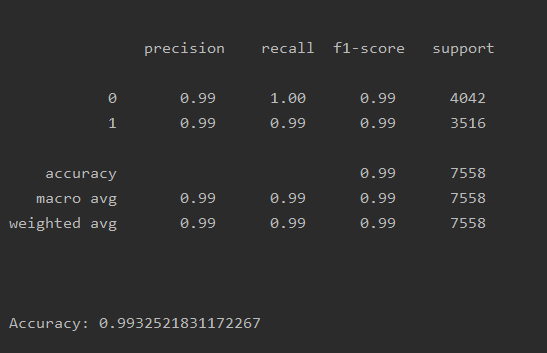 precision recall f1-score support
0 0.99 1.00 0.99 4042
1 0.99 0.99 0.99 3516
accuracy 0.99 7558
macro avg 0.99 0.99 0.99 7558
weighted avg 0.99 0.99 0.99 7558
Accuracy: 0.9932521831172267